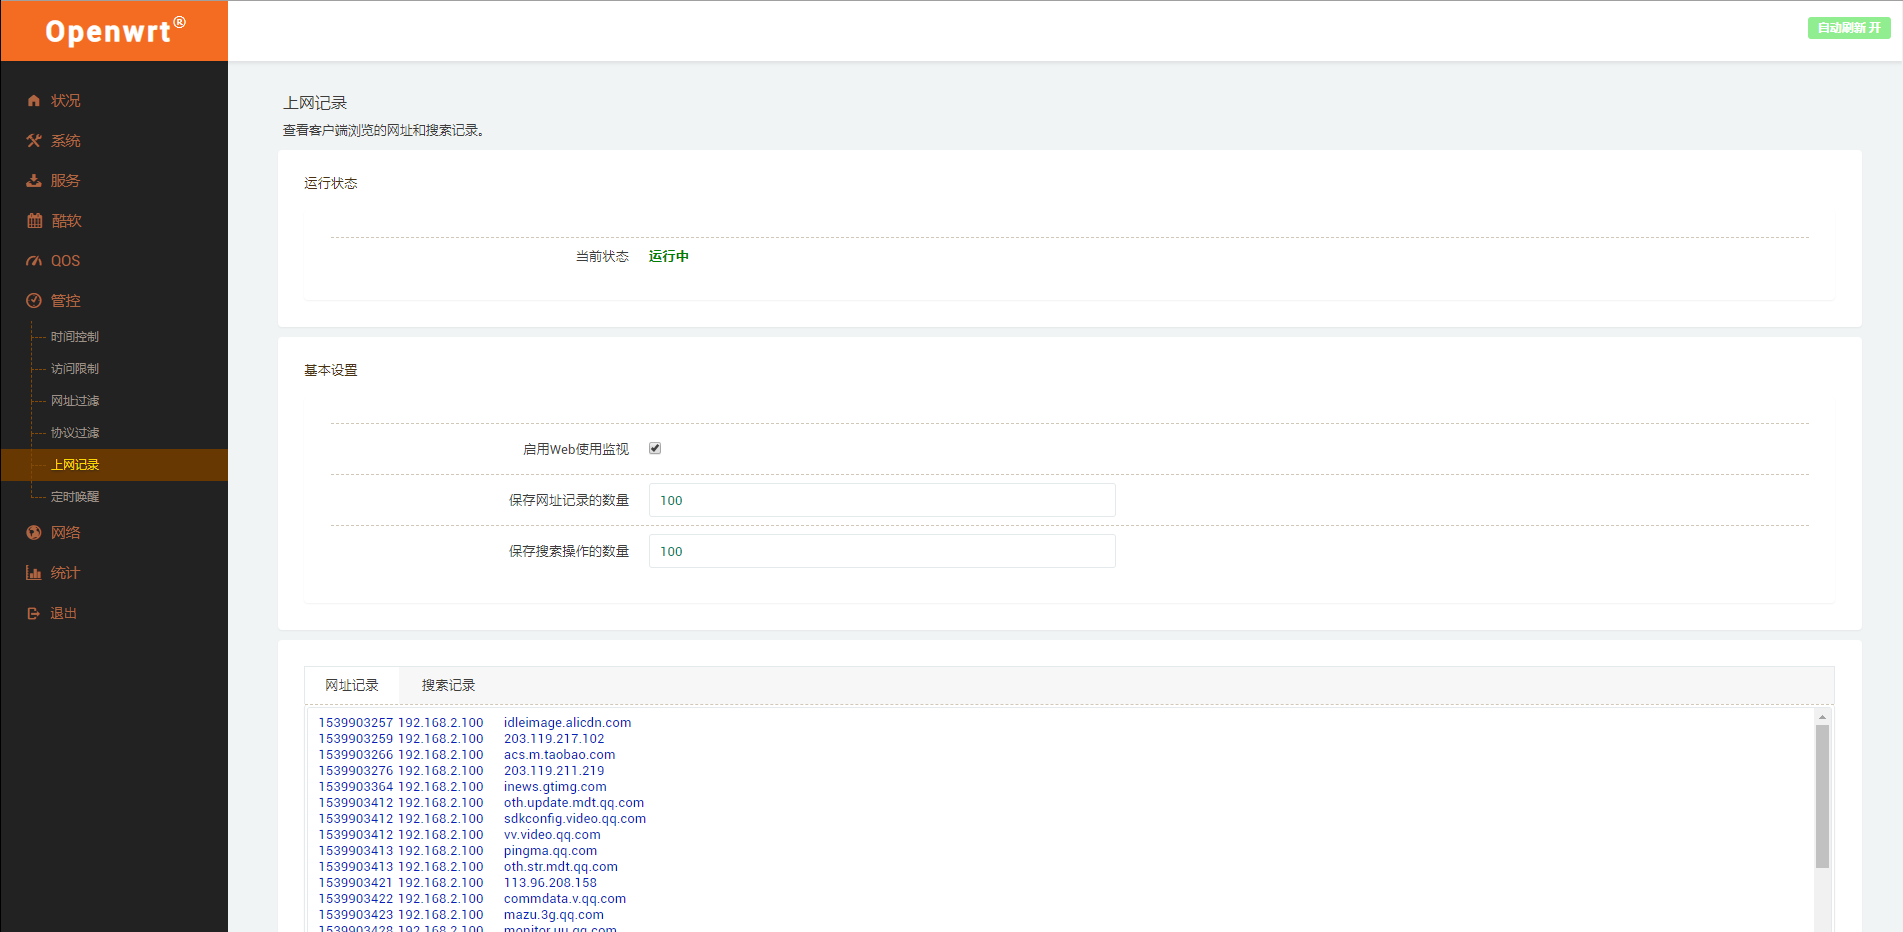 Openwrt®
自动刷新 开
状况
系统
服务
酷软
QOS
管控
时间控制
访问限制
网址过滤
协议过滤
上网记录
定时唤醒
网络
统计
退出
上网记录
查看客户端浏览的网址和搜索记录。
运行状态
当前状态 运行中
基本设置
启用Web使用监视
保存网址记录的数量 100
保存搜索操作的数量 100
网址记录 搜索记录
1539903257 192.168.2.100 idleimage.alicdn.com
1539903259 192.168.2.100 203.119.217.102
1539903266 192.168.2.100 acs.m.taobao.com
1539903276 192.168.2.100 203.119.211.219
1539903364 192.168.2.100 inews.gtimg.com
1539903412 192.168.2.100 oth.update.mdt.qq.com
1539903412 192.168.2.100 sdkconfig.video.qq.com
1539903412 192.168.2.100 vv.video.qq.com
1539903413 192.168.2.100 pingma.qq.com
1539903413 192.168.2.100 oth.str.mdt.qq.com
1539903421 192.168.2.100 113.96.208.158
1539903422 192.168.2.100 commdata.v.qq.com
1539903423 192.168.2.100 mazu.3g.qq.com
1539903428 192.168.2.100 monitor.uu.qq.com